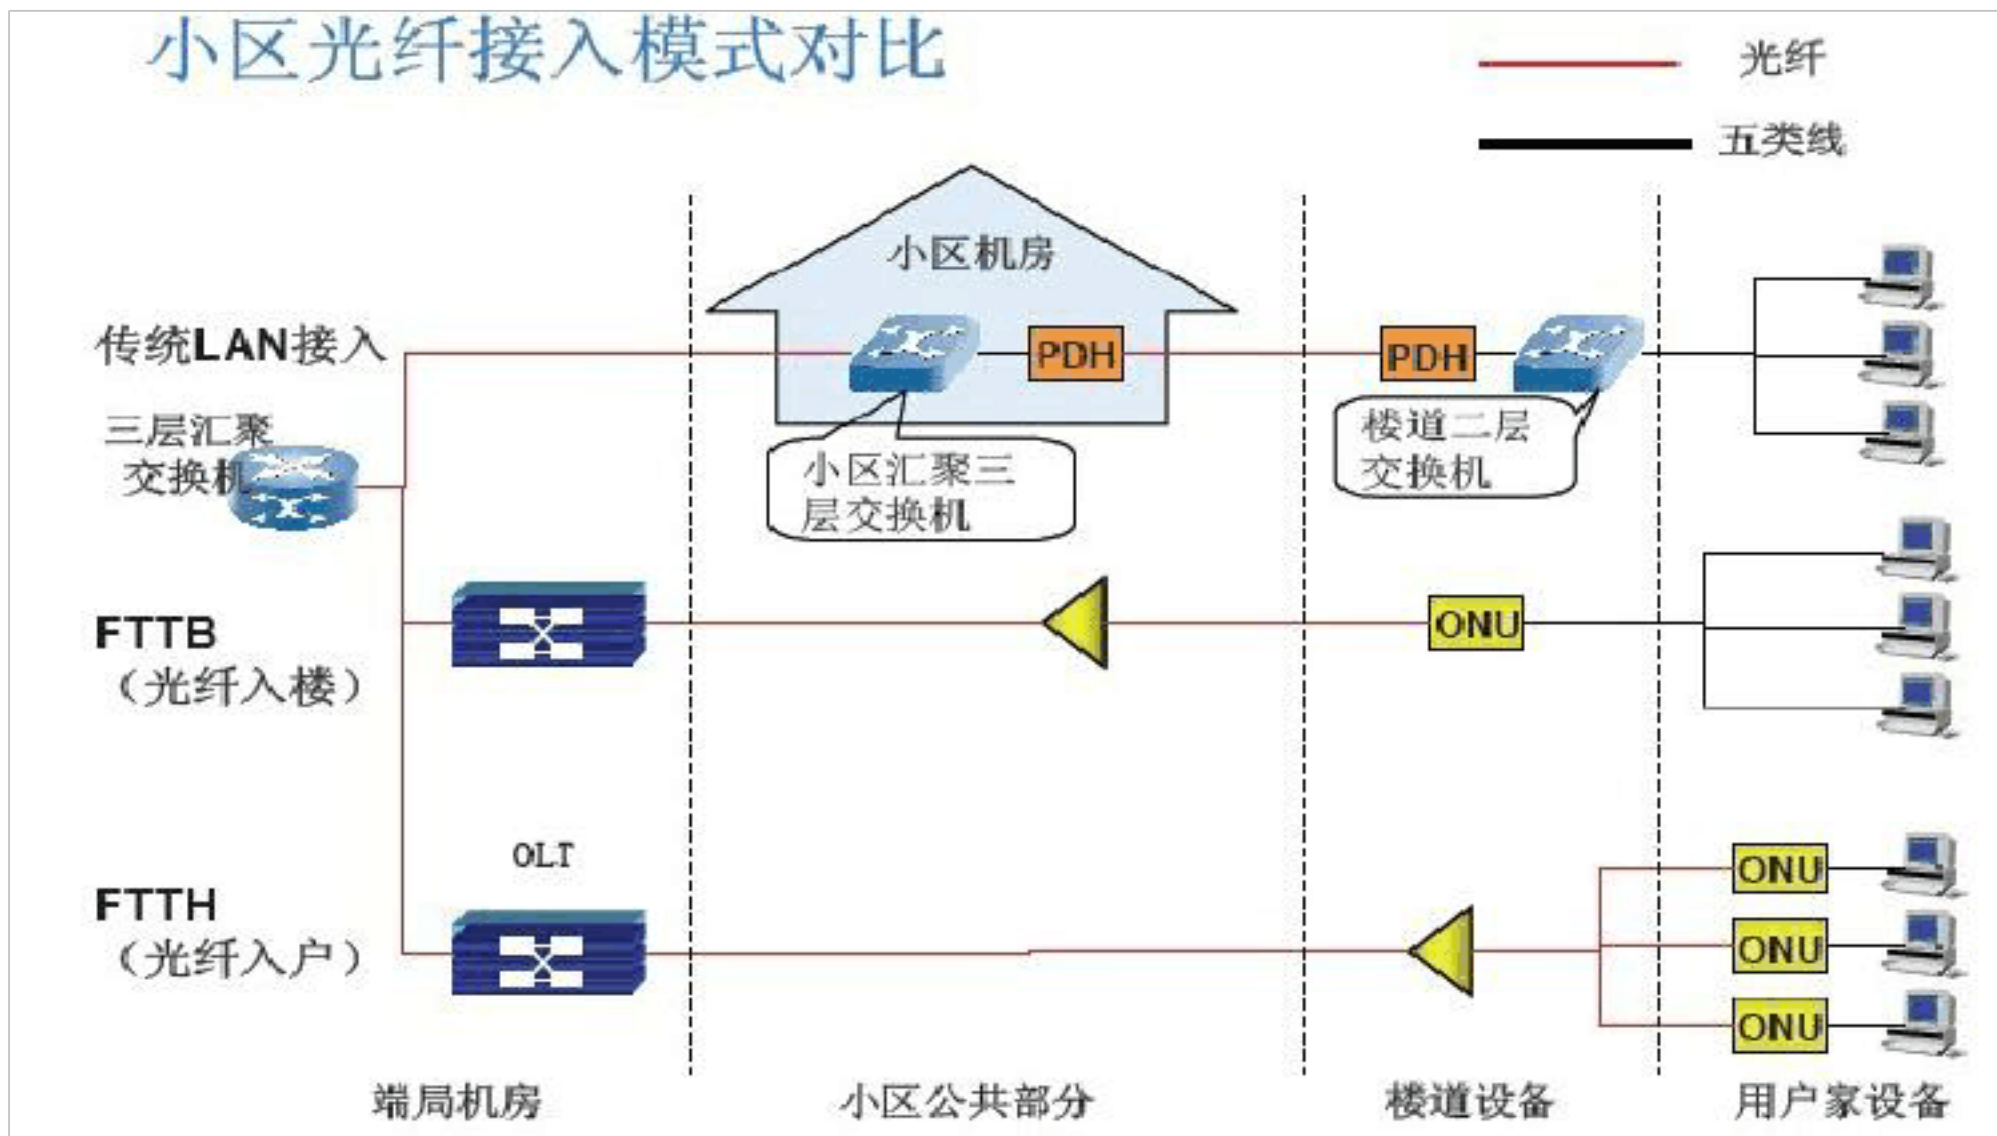 小区光纤接入模式对比
光纤
五类线
小区机房
传统LAN接入
PDH
PDH
三层汇聚
交换机
小区汇聚三
层交换机
楼道二层
交换机
FTTB
（光纤入楼）
ONU
OLT
FTTH
（光纤入户）
ONU
ONU
ONU
端局机房
小区公共部分
楼道设备
用户家设备